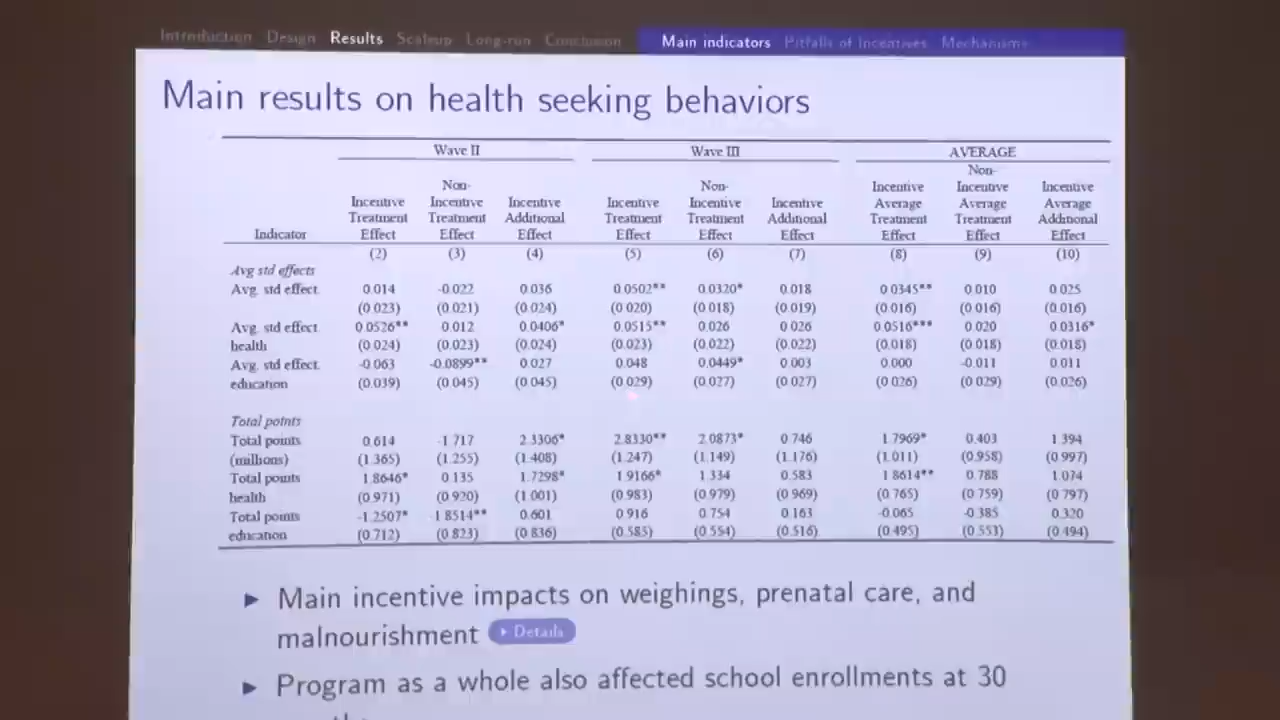 Introduction Design Results Scaleup Long-run Conclusion Main indicators Pitfalls of Incentives Mechanisms
Main results on health seeking behaviors
Wave II Wave III AVERAGE
Indicator Incentive Treatment Effect Non-Incentive Treatment Effect Incentive Additional Effect Incentive Treatment Effect Non-Incentive Treatment Effect Incentive Additional Effect Incentive Average Treatment Effect Non-Incentive Average Treatment Effect Incentive Average Additional Effect
(2) (3) (4) (5) (6) (7) (8) (9) (10)
Avg std effects
Avg. std effect 0.014 -0.022 0.036 0.0502** 0.0320* 0.018 0.0345** 0.010 0.025
(0.023) (0.021) (0.024) (0.020) (0.018) (0.019) (0.016) (0.016) (0.016)
Avg. std effect 0.0526** 0.012 0.0406* 0.0515** 0.026 0.026 0.0516*** 0.020 0.0316*
health (0.024) (0.023) (0.024) (0.023) (0.022) (0.022) (0.018) (0.018) (0.018)
Avg. std effect -0.063 -0.0899** 0.027 0.048 0.0449* 0.003 0.000 -0.011 0.011
education (0.039) (0.045) (0.045) (0.029) (0.027) (0.027) (0.026) (0.029) (0.026)
Total points
Total points 0.614 -1.717 2.3306* 2.8330** 2.0873* 0.746 1.7969* 0.403 1.394
(millions) (1.365) (1.255) (1.408) (1.247) (1.149) (1.176) (1.011) (0.958) (0.997)
Total points 1.8646* 0.135 1.7298* 1.9166* 1.334 0.583 1.8614** 0.788 1.074
health (0.971) (0.920) (1.001) (0.983) (0.979) (0.969) (0.765) (0.759) (0.797)
Total points -1.2507* -1.8514** 0.601 0.916 0.754 0.163 -0.065 -0.385 0.320
education (0.712) (0.823) (0.836) (0.585) (0.554) (0.516) (0.495) (0.553) (0.494)
► Main incentive impacts on weighings, prenatal care, and
malnourishment ▸ Details
► Program as a whole also affected school enrollments at 30